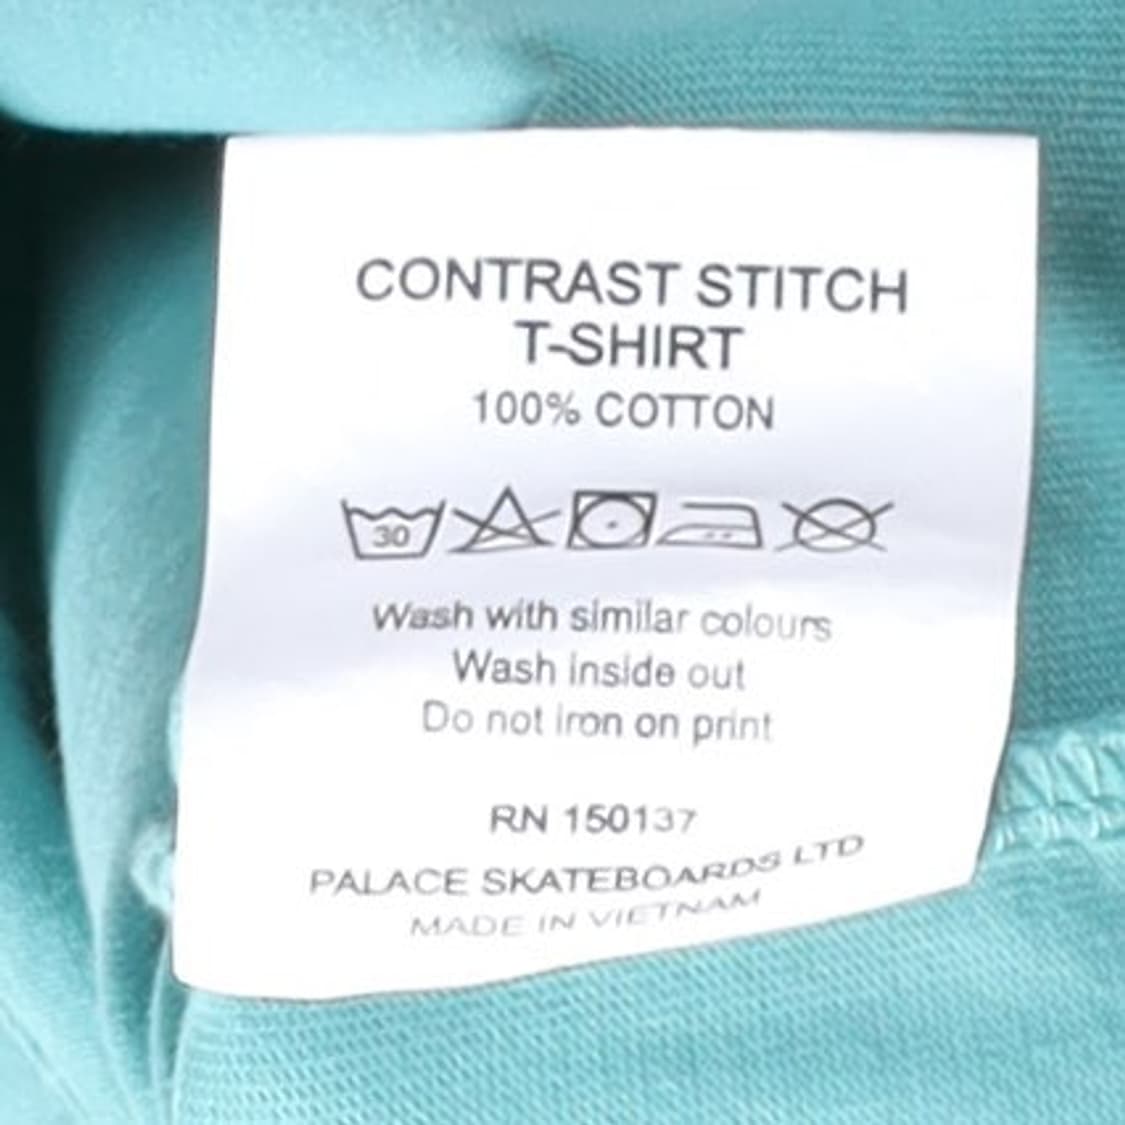 CONTRAST STITCH
T-SHIRT
100% COTTON
30
Wash with similar colours
Wash inside out
Do not iron on print
RN 150137
PALACE SKATEBOARDS LTD
MADE IN VIETNAM